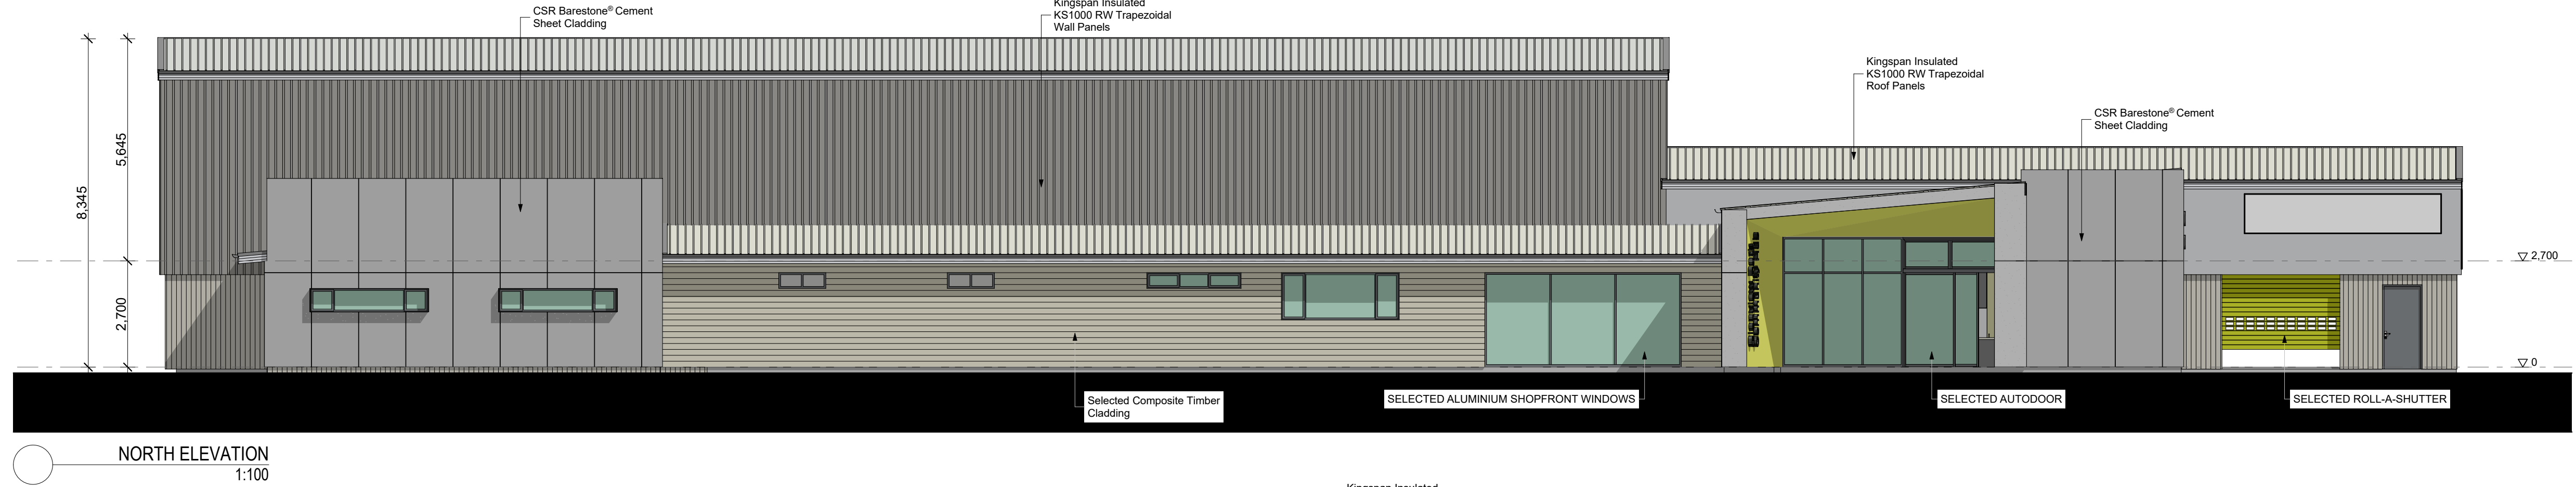 CSR Barestone® Cement
Sheet Cladding
Kingspan Insulated
KS1000 RW Trapezoidal
Wall Panels
Kingspan Insulated
KS1000 RW Trapezoidal
Roof Panels
CSR Barestone® Cement
Sheet Cladding
8,345
5,645
2,700
2,700
0
Selected Composite Timber
Cladding
SELECTED ALUMINIUM SHOPFRONT WINDOWS
SELECTED AUTODOOR
SELECTED ROLL-A-SHUTTER
NORTH ELEVATION
1:100
Kingspan Insulated